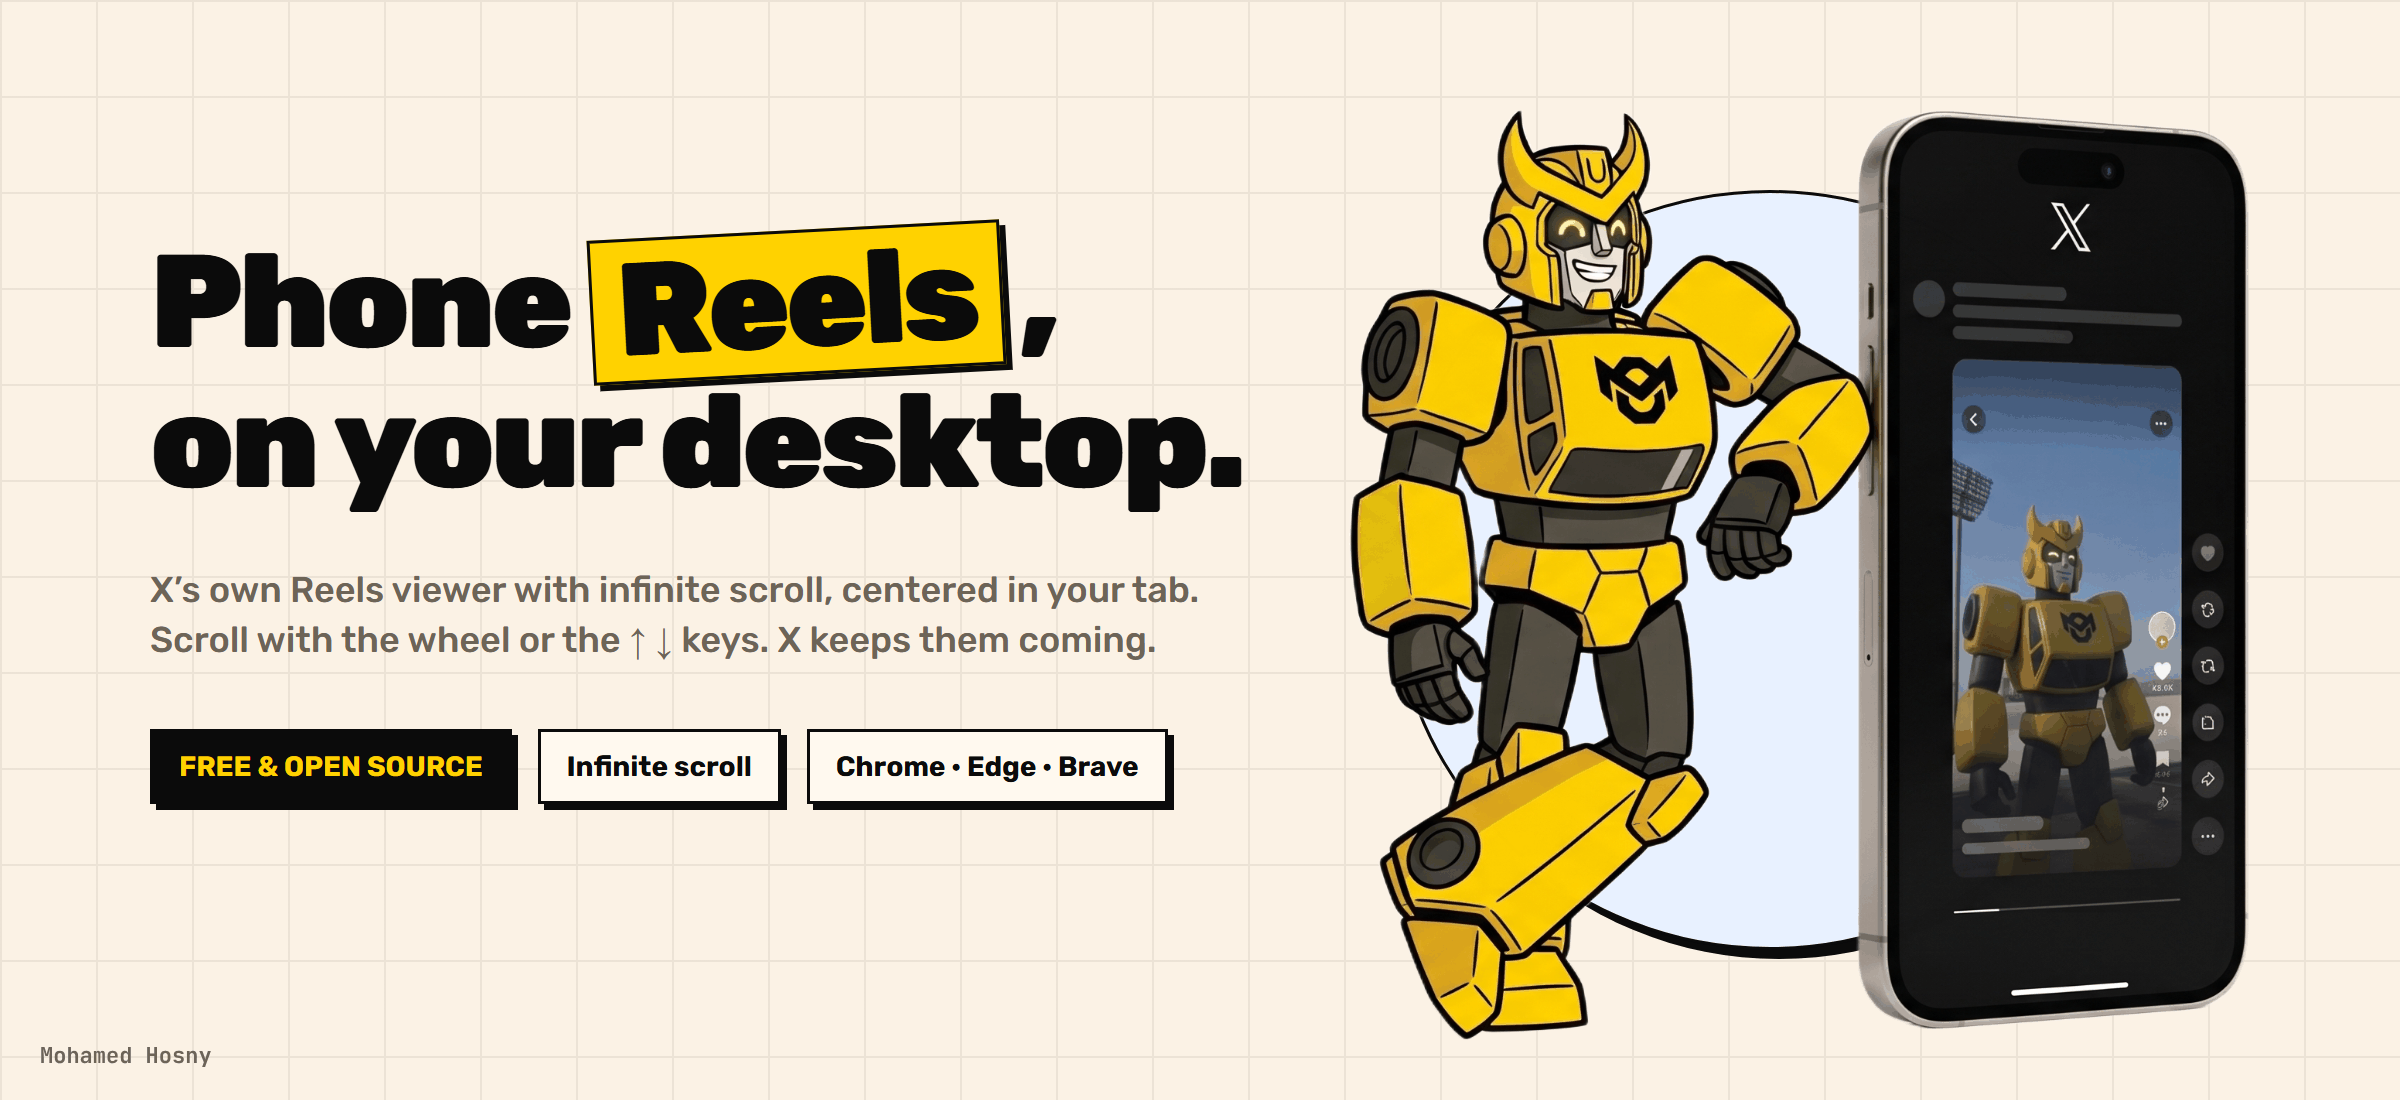 Phone Reels,
on your desktop.
X’s own Reels viewer with infinite scroll, centered in your tab.
Scroll with the wheel or the ↑ ↓ keys. X keeps them coming.
FREE & OPEN SOURCE
Infinite scroll
Chrome • Edge • Brave
Mohamed Hosny